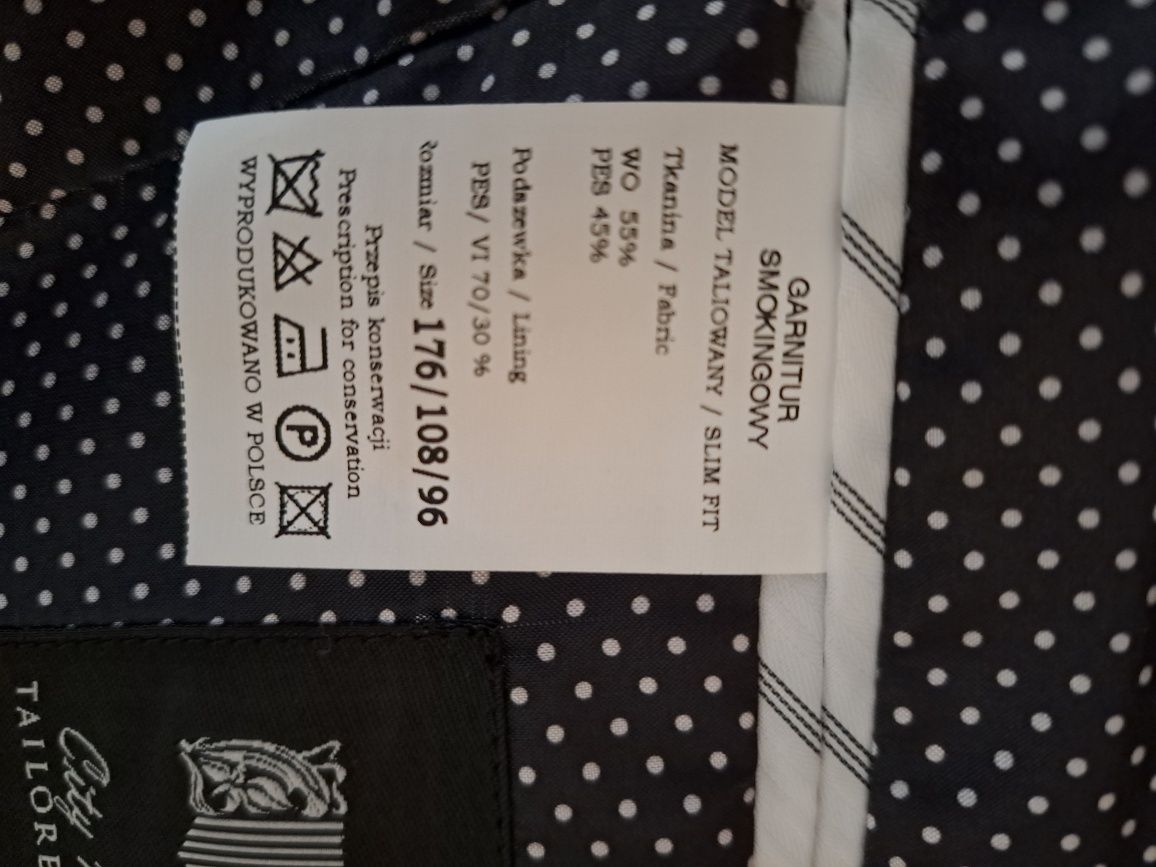 GARNITUR
SMOKINGOWY
MODEL TALIOWANY / SLIM FIT
Tkanina / Fabric
WO 55%
PES 45%
Podszewka / Lining
PES/ VI 70/30 %
Rozmiar / Size 176/108/96
Przepis konserwacji
Prescription for conservation
P
WYPRODUKOWANO W POLSCE
City
TAILORE